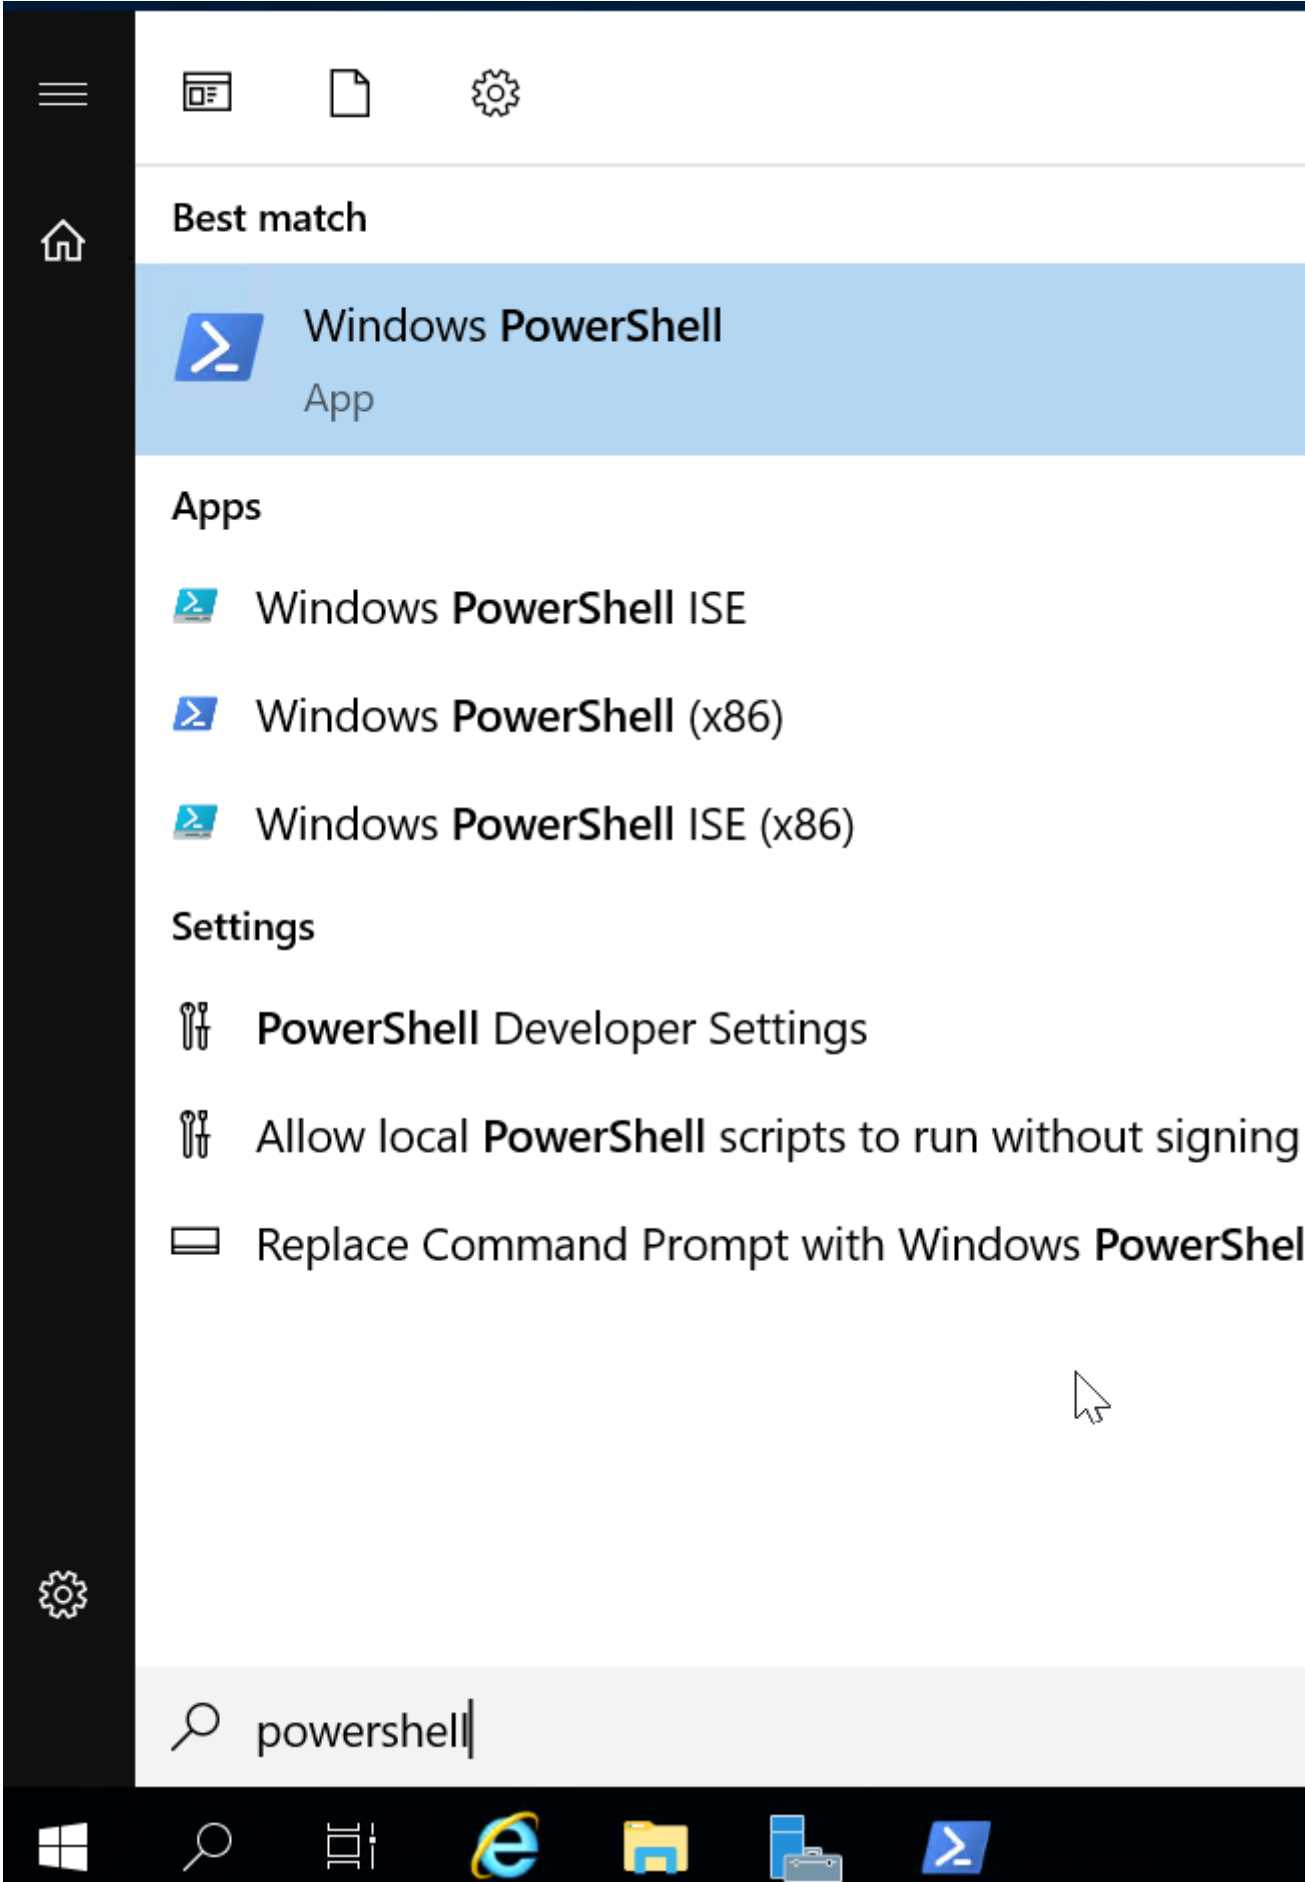 Best match
Windows PowerShell
App
Apps
Windows PowerShell ISE
Windows PowerShell (x86)
Windows PowerShell ISE (x86)
Settings
PowerShell Developer Settings
Allow local PowerShell scripts to run without signing
Replace Command Prompt with Windows PowerShel
powershell